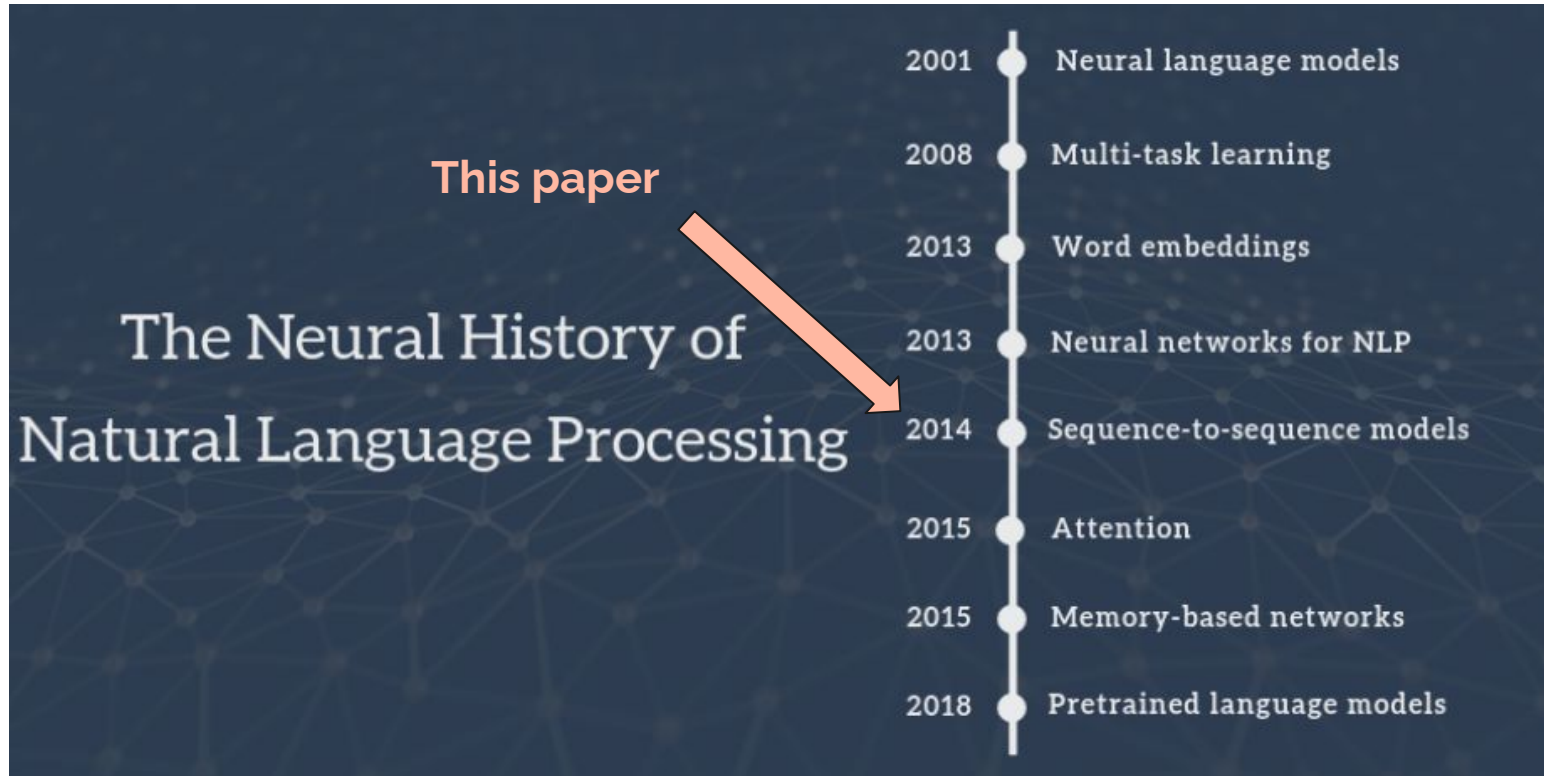 This paper
The Neural History of
Natural Language Processing
2001 Neural language models
2008 Multi-task learning
2013 Word embeddings
2013 Neural networks for NLP
2014 Sequence-to-sequence models
2015 Attention
2015 Memory-based networks
2018 Pretrained language models